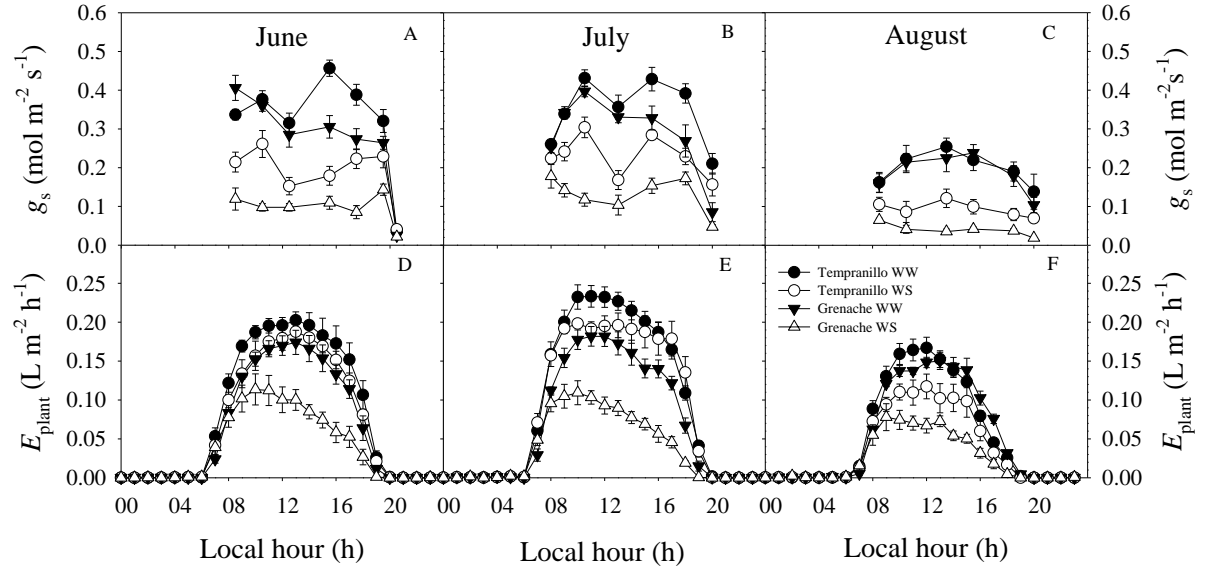 0.6 June A July B August C 0.6
0.5 0.5
0.4 0.4
0.3 0.3
0.2 0.2
0.1 0.1
0.0 0.0
gs (mol m-2 s-1)
gs (mol m-2s-1)
D E F
0.25 0.25
0.20 0.20
0.15 0.15
0.10 0.10
0.05 0.05
0.00 0.00
Eplant (L m-2 h-1)
Eplant (L m-2 h-1)
Tempranillo WW
Tempranillo WS
Grenache WW
Grenache WS
00 04 08 12 16 20 00 04 08 12 16 20 00 04 08 12 16 20
Local hour (h) Local hour (h) Local hour (h)